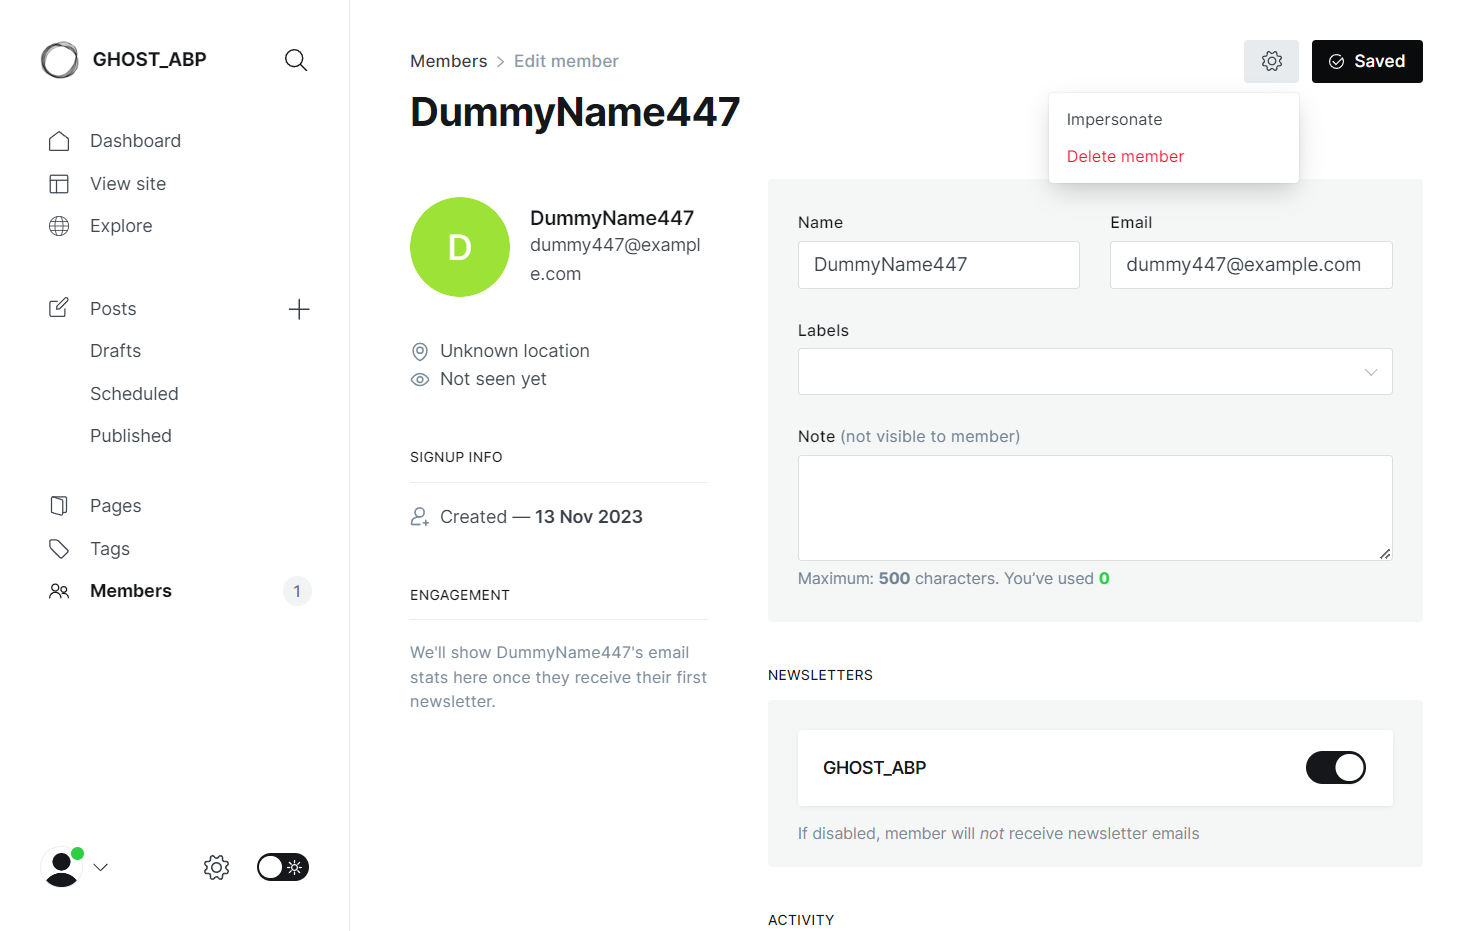 GHOST_ABP
Dashboard
View site
Explore
Posts
Drafts
Scheduled
Published
Pages
Tags
Members
1
Members > Edit member
Saved
DummyName447
Impersonate
Delete member
D
DummyName447
dummy447@exampl
e.com
Unknown location
Not seen yet
SIGNUP INFO
Created — 13 Nov 2023
ENGAGEMENT
We'll show DummyName447's email
stats here once they receive their first
newsletter.
Name
DummyName447
Email
dummy447@example.com
Labels
Note (not visible to member)
Maximum: 500 characters. You've used 0
NEWSLETTERS
GHOST_ABP
If disabled, member will not receive newsletter emails
ACTIVITY